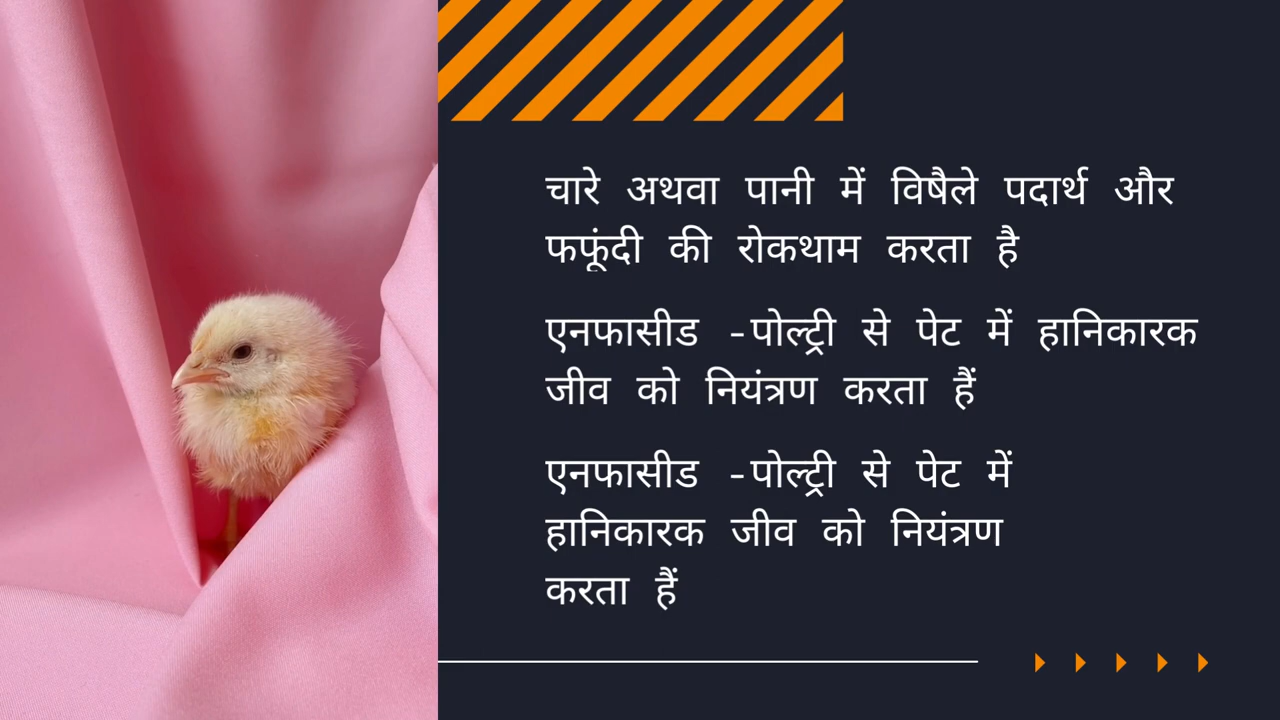 चारे अथवा पानी में विषैले पदार्थ और
फफूंदी की रोकथाम करता है
एनफासीड -पोल्ट्री से पेट में हानिकारक
जीव को नियंत्रण करता हैं
एनफासीड -पोल्ट्री से पेट में
हानिकारक जीव को नियंत्रण
करता हैं